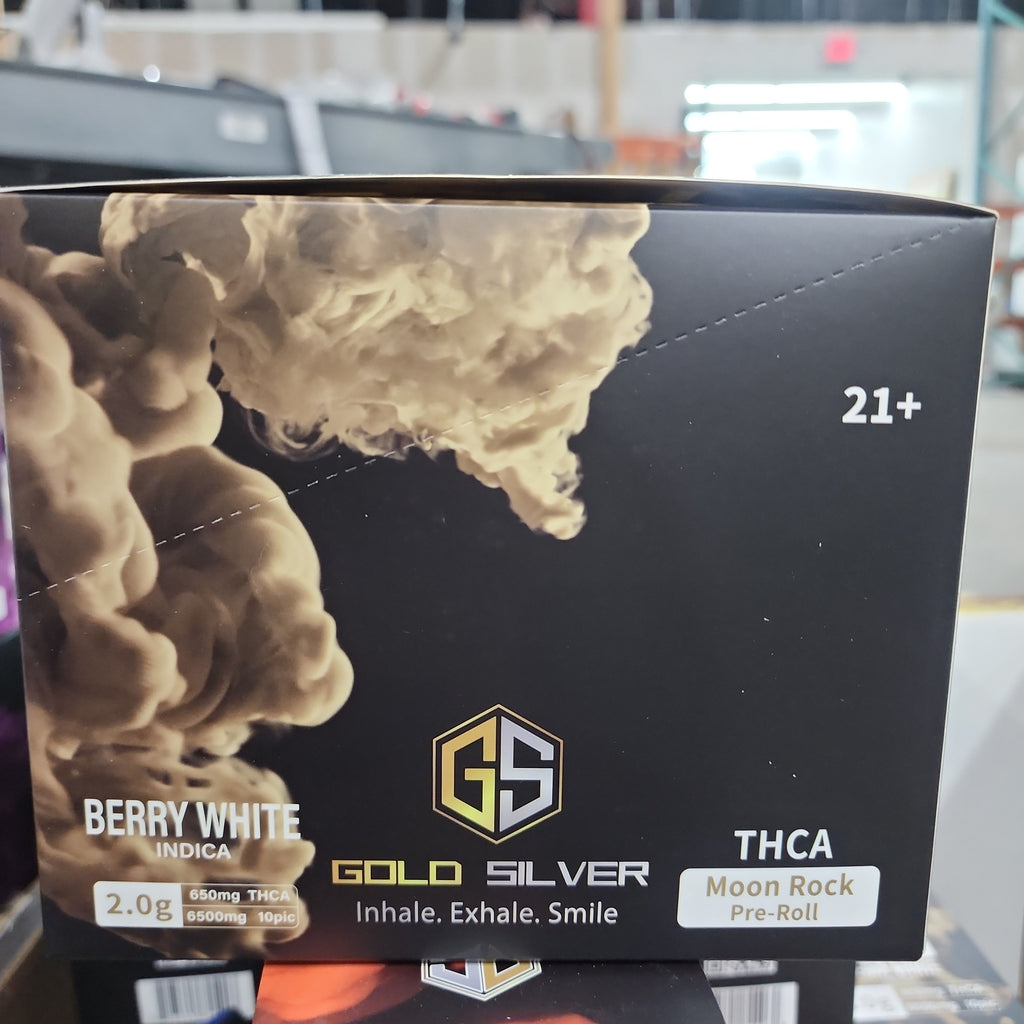 21+
GS
GOLD SILVER
Inhale. Exhale. Smile
BERRY WHITE
INDICA
2.0g
650mg THCA
6500mg 10pic
THCA
Moon Rock
Pre-Roll